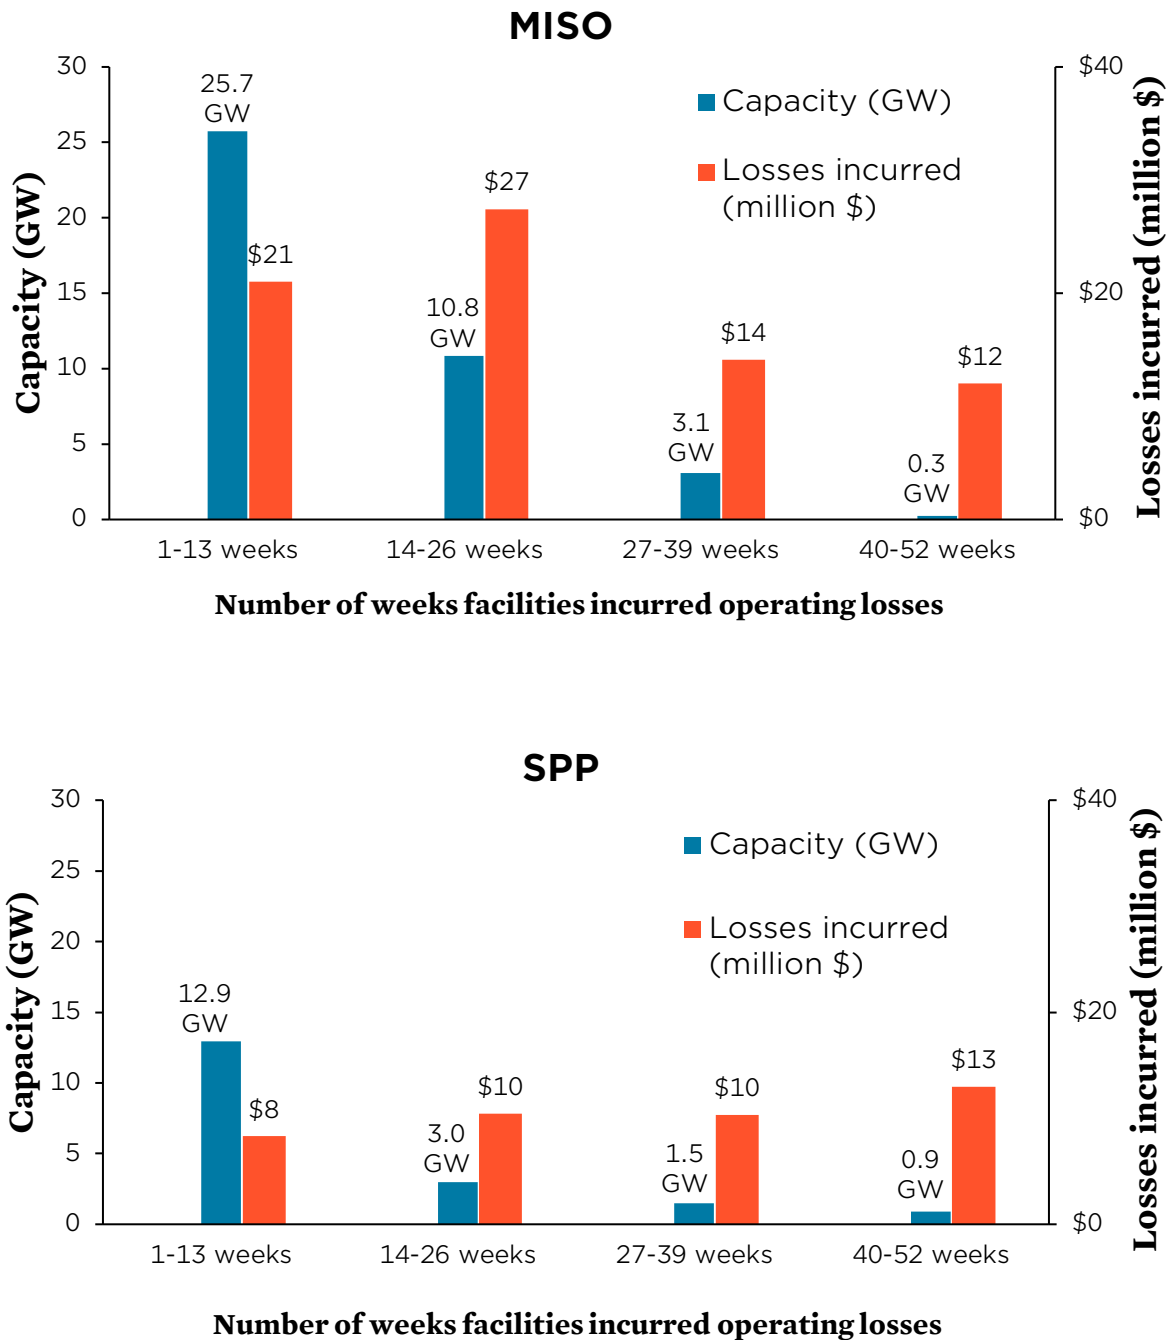 MISO
Capacity (GW)
30
25
20
15
10
5
0
25.7
GW
$21
10.8
GW
$27
3.1
GW
$14
0.3
GW
$12
Capacity (GW)
Losses incurred
(million $)
$40
$20
$0
Losses incurred (million $)
1-13 weeks
14-26 weeks
27-39 weeks
40-52 weeks
Number of weeks facilities incurred operating losses
SPP
Capacity (GW)
30
25
20
15
10
5
0
12.9
GW
$8
3.0
GW
$10
1.5
GW
$10
0.9
GW
$13
Capacity (GW)
Losses incurred
(million $)
$40
$20
$0
Losses incurred (million $)
1-13 weeks
14-26 weeks
27-39 weeks
40-52 weeks
Number of weeks facilities incurred operating losses